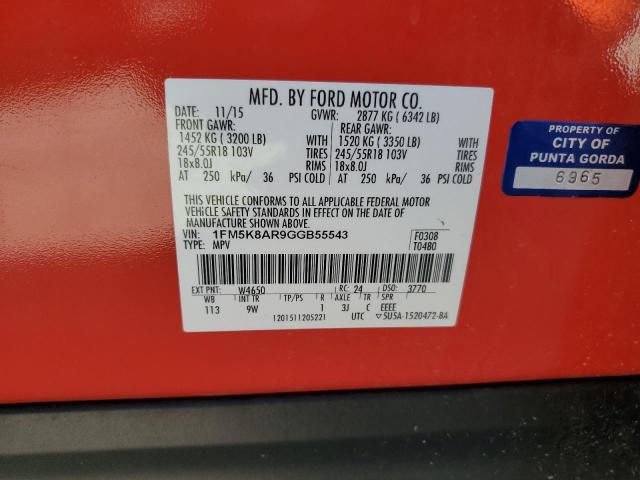 MFD. BY FORD MOTOR CO.
DATE: 11/15 GVWR: 2877 KG ( 6342 LB)
FRONT GAWR: REAR GAWR:
1452 KG ( 3200 LB) WITH 1520 KG ( 3350 LB) WITH
245/55R18 103V TIRES 245/55R18 103V TIRES
18x8.0J RIMS 18x8.0J RIMS
AT 250 kPa/ 36 PSI COLD AT 250 kPa/ 36 PSI COLD
THIS VEHICLE CONFORMS TO ALL APPLICABLE FEDERAL MOTOR
VEHICLE SAFETY STANDARDS IN EFFECT ON THE DATE OF
MANUFACTURE SHOWN ABOVE.
VIN: 1FM5K8AR9GGB55543 F0308
TYPE: MPV T0480
EXT PNT: W4650 RC: 24 DSO: 3770
WB INT TR TP/PS R AXLE TR SPR
113 9W 1 3J C EEEE
1201511205221 UTC ▽5U5A-1520472-BA
PROPERTY OF
CITY OF
PUNTA GORDA
6965